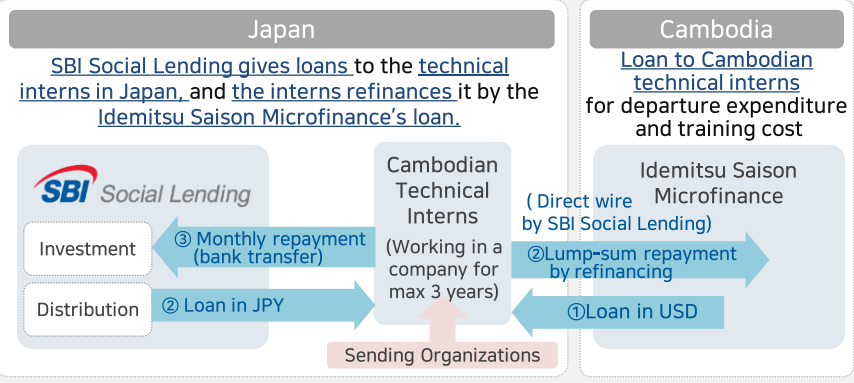 Japan
SBI Social Lending gives loans to the technical
interns in Japan, and the interns refinances it by the
Idemitsu Saison Microfinance's loan.
SBI Social Lending
Investment
Distribution
③ Monthly repayment
(bank transfer)
② Loan in JPY
Cambodian
Technical
Interns
(Working in a
company for
max 3 years)
Sending Organizations
Cambodia
Loan to Cambodian
technical interns
for departure expenditure
and training cost
Idemitsu Saison
Microfinance
( Direct wire
by SBI Social Lending)
②Lump-sum repayment
by refinancing
①Loan in USD